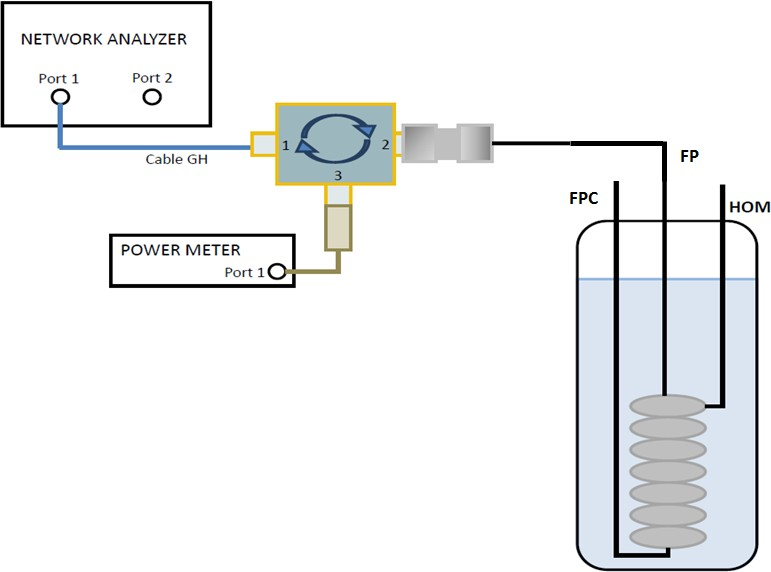 NETWORK ANALYZER
Port 1
Port 2
Cable GH
1
2
3
POWER METER
Port 1
FP
FPC
HOM